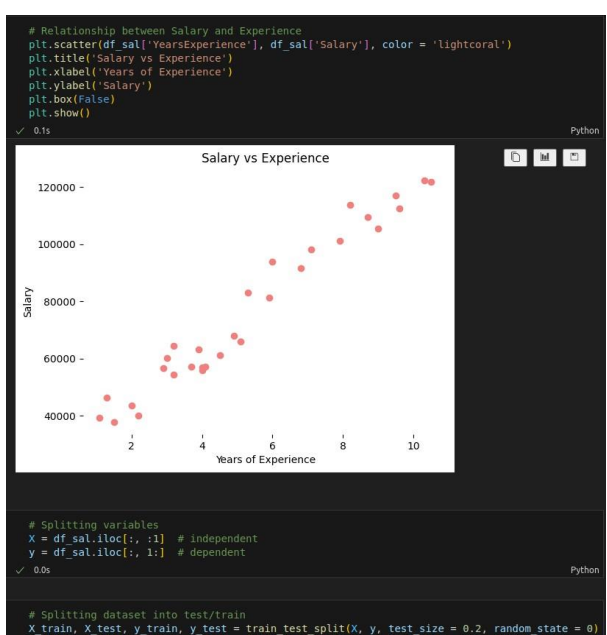 # Relationship between Salary and Experience
plt.scatter(df_sal['YearsExperience'], df_sal['Salary'], color = 'lightcoral')
plt.title('Salary vs Experience')
plt.xlabel('Years of Experience')
plt.ylabel('Salary')
plt.box(False)
plt.show()
✓ 0.1s Python
Salary vs Experience
120000
100000
80000
60000
40000
Salary
2 4 6 8 10
Years of Experience
# Splitting variables
X = df_sal.iloc[:, :1] # independent
y = df_sal.iloc[:, 1:] # dependent
✓ 0.0s Python
# Splitting dataset into test/train
X_train, X_test, y_train, y_test = train_test_split(X, y, test_size = 0.2, random_state = 0)